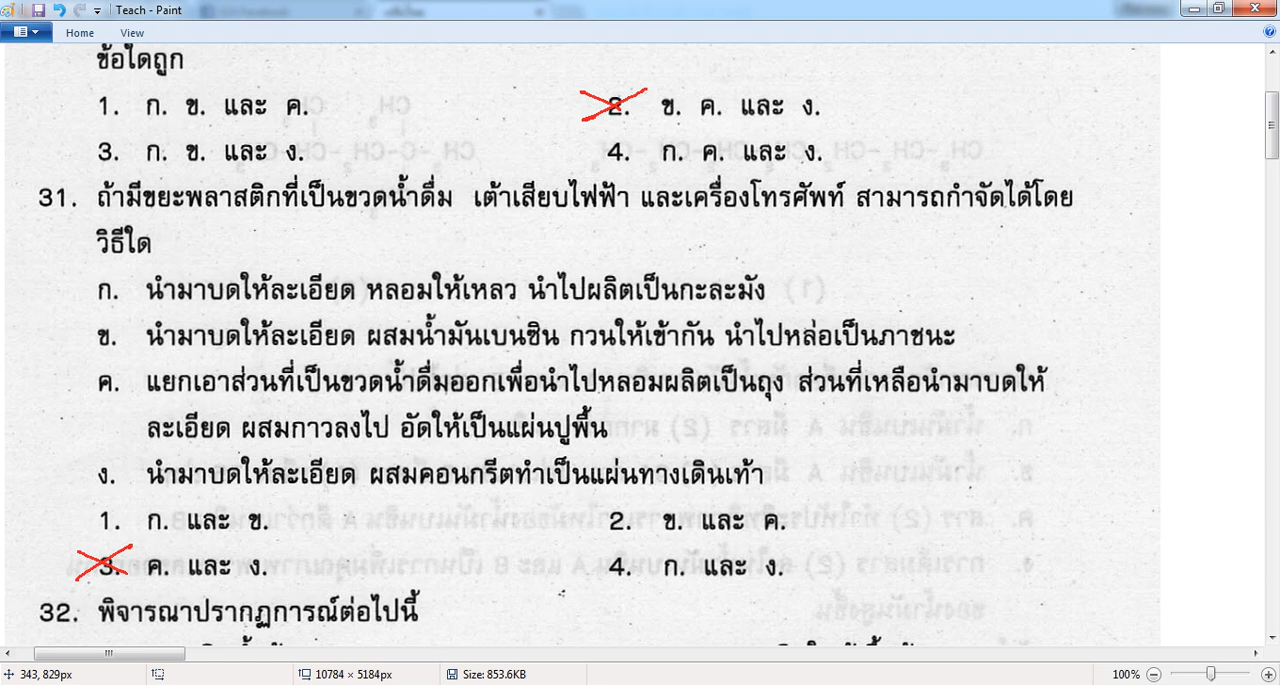 Teach - Paint
Home View
ข้อใดถูก
1. ก. ข. และ ค. 2. ข. ค. และ ง.
3. ก. ข. และ ง. 4. ก. ค. และ ง.
31. ถ้ามีขยะพลาสติกที่เป็นขวดน้ำดื่ม เต้าเสียบไฟฟ้า และเครื่องโทรศัพท์ สามารถกำจัดได้โดย
วิธีใด
ก. นำมาบดให้ละเอียด หลอมให้เหลว นำไปผลิตเป็นกะละมัง
ข. นำมาบดให้ละเอียด ผสมน้ำมันเบนซิน กวนให้เข้ากัน นำไปหล่อเป็นภาชนะ
ค. แยกเอาส่วนที่เป็นขวดน้ำดื่มออกเพื่อนำไปหลอมผลิตเป็นถุง ส่วนที่เหลือนำมาบดให้
ละเอียด ผสมกาวลงไป อัดให้เป็นแผ่นปูพื้น
ง. นำมาบดให้ละเอียด ผสมคอนกรีตทำเป็นแผ่นทางเดินเท้า
1. ก. และ ข. 2. ข. และ ค.
3. ค. และ ง. 4. ก. และ ง.
32. พิจารณาปรากฏการณ์ต่อไปนี้
343, 829px 10784 × 5184px Size: 853.6KB 100%